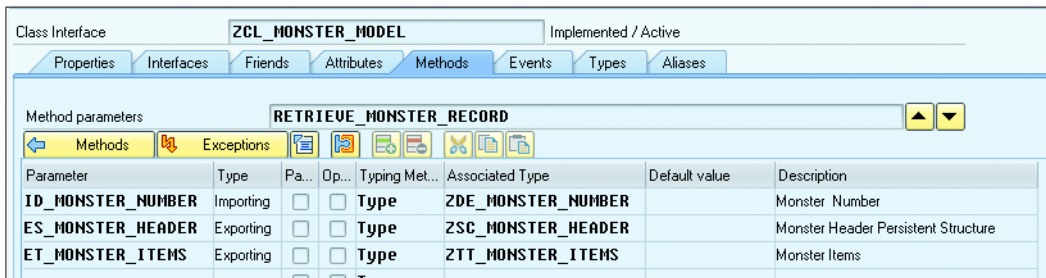 Class Interface ZCL_MONSTER_MODEL Implemented / Active
Properties Interfaces Friends Attributes Methods Events Types Aliases
Method parameters RETRIEVE_MONSTER_RECORD
Methods Exceptions
Parameter Type Pa... Op... Typing Met... Associated Type Default value Description
ID_MONSTER_NUMBER Importing Type ZDE_MONSTER_NUMBER Monster Number
ES_MONSTER_HEADER Exporting Type ZSC_MONSTER_HEADER Monster Header Persistent Structure
ET_MONSTER_ITEMS Exporting Type ZTT_MONSTER_ITEMS Monster Items